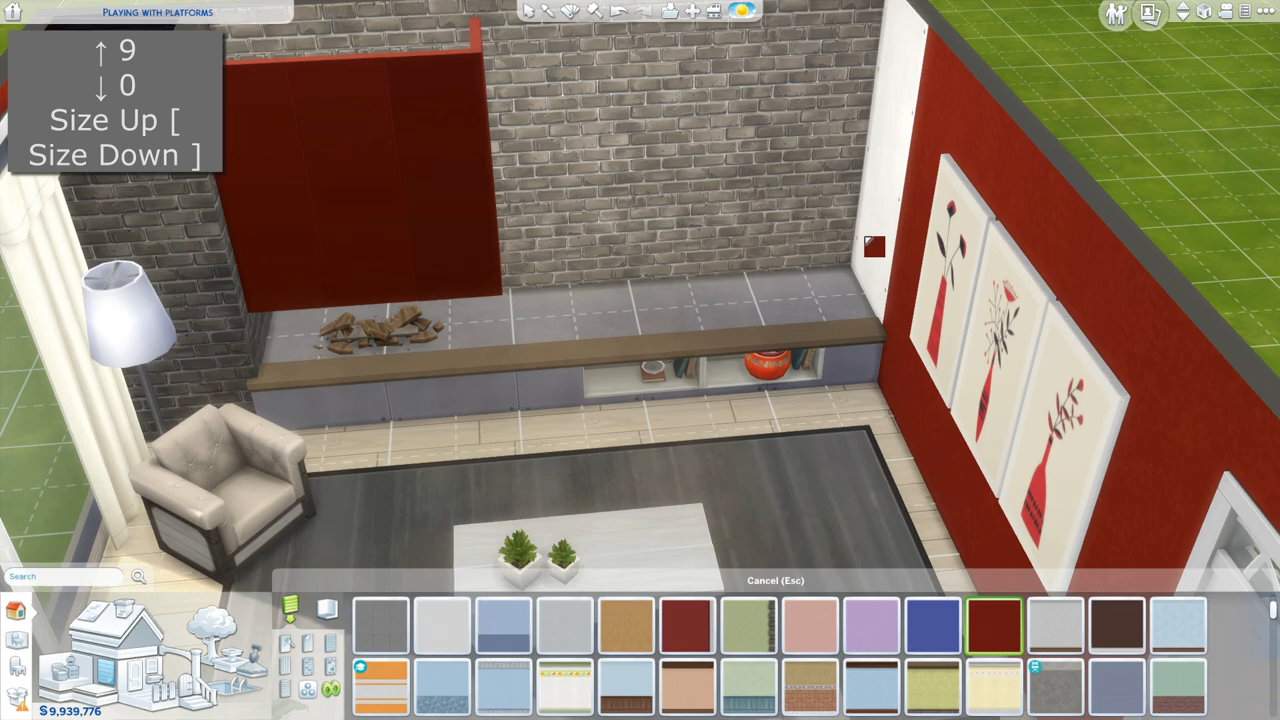 PLAYING WITH PLATFORMS
↑ 9
↓ 0
Size Up [
Size Down ]
Search
Cancel (Esc)
§9,939,776